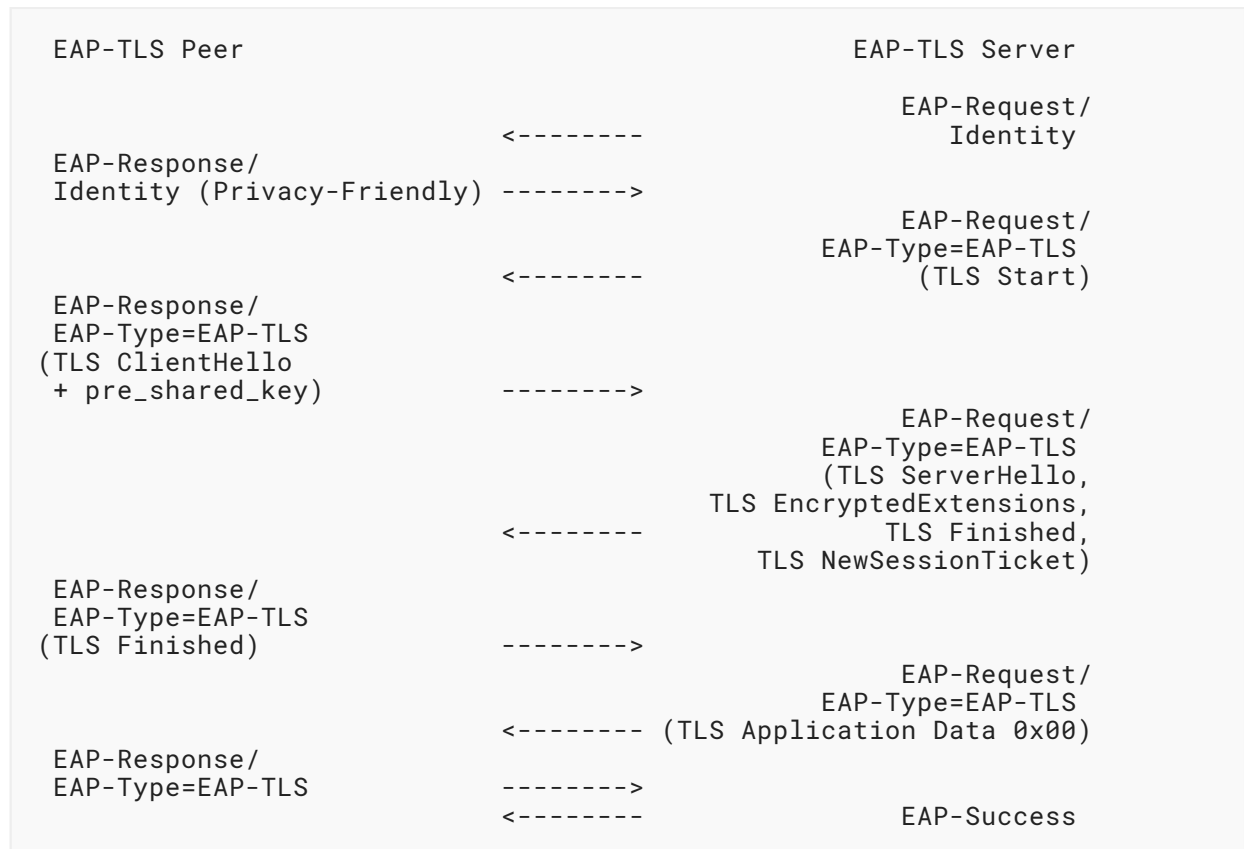 EAP-TLS Peer                                      EAP-TLS Server
                                                     EAP-Request/
                            <--------                   Identity
EAP-Response/
Identity (Privacy-Friendly) -------->
                                                     EAP-Request/
                                                EAP-Type=EAP-TLS
                            <--------                 (TLS Start)
EAP-Response/
EAP-Type=EAP-TLS
(TLS ClientHello
 + pre_shared_key)          -------->
                                                     EAP-Request/
                                                EAP-Type=EAP-TLS
                                                (TLS ServerHello,
                                         TLS EncryptedExtensions,
                            <--------               TLS Finished,
                                            TLS NewSessionTicket)
EAP-Response/
EAP-Type=EAP-TLS
(TLS Finished)              -------->
                                                     EAP-Request/
                                                EAP-Type=EAP-TLS
                            <-------- (TLS Application Data 0x00)
EAP-Response/
EAP-Type=EAP-TLS            -------->
                            <--------                EAP-Success